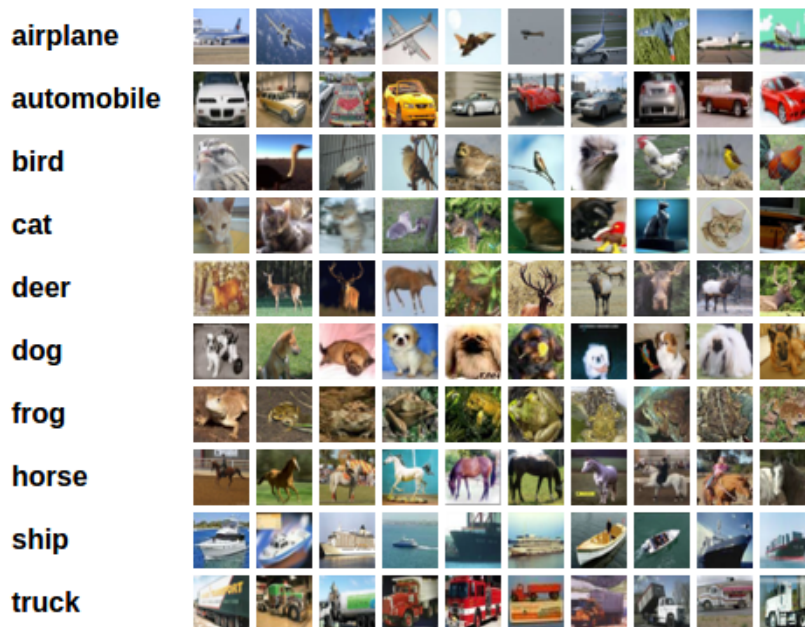 airplane
automobile
bird
cat
deer
dog
frog
horse
ship
truck